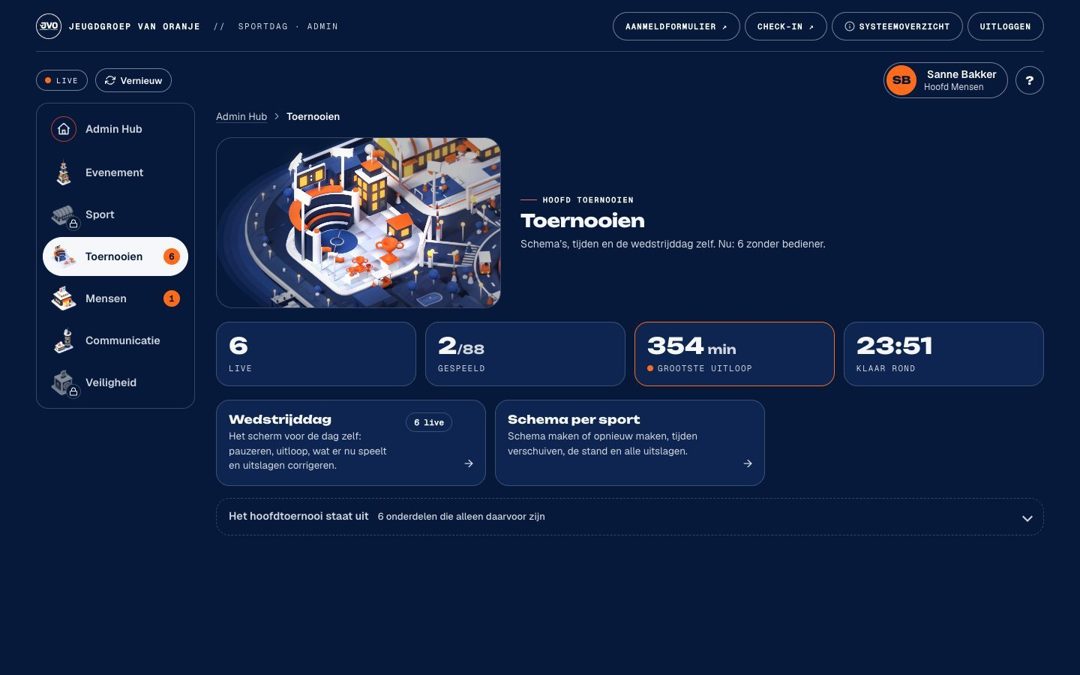 JVO JEUGDGROEP VAN ORANJE // SPORTDAG · ADMIN
AANMELDFORMULIER ↗
CHECK-IN ↗
SYSTEEMOVERZICHT
UITLOGGEN
LIVE
Vernieuw
SB
Sanne Bakker
Hoofd Mensen
?
Admin Hub
Evenement
Sport
Toernooien 6
Mensen 1
Communicatie
Veiligheid
Admin Hub > Toernooien
HOOFD TOERNOOIEN
Toernooien
Schema's, tijden en de wedstrijddag zelf. Nu: 6 zonder bediener.
6
LIVE
2/88
GESPEELD
354 min
GROOTSTE UITLOOP
23:51
KLAAR ROND
Wedstrijddag
6 live
Het scherm voor de dag zelf:
pauzeren, uitloop, wat er nu speelt
en uitslagen corrigeren.
→
Schema per sport
Schema maken of opnieuw maken, tijden
verschuiven, de stand en alle uitslagen.
→
Het hoofdtoernooi staat uit 6 onderdelen die alleen daarvoor zijn